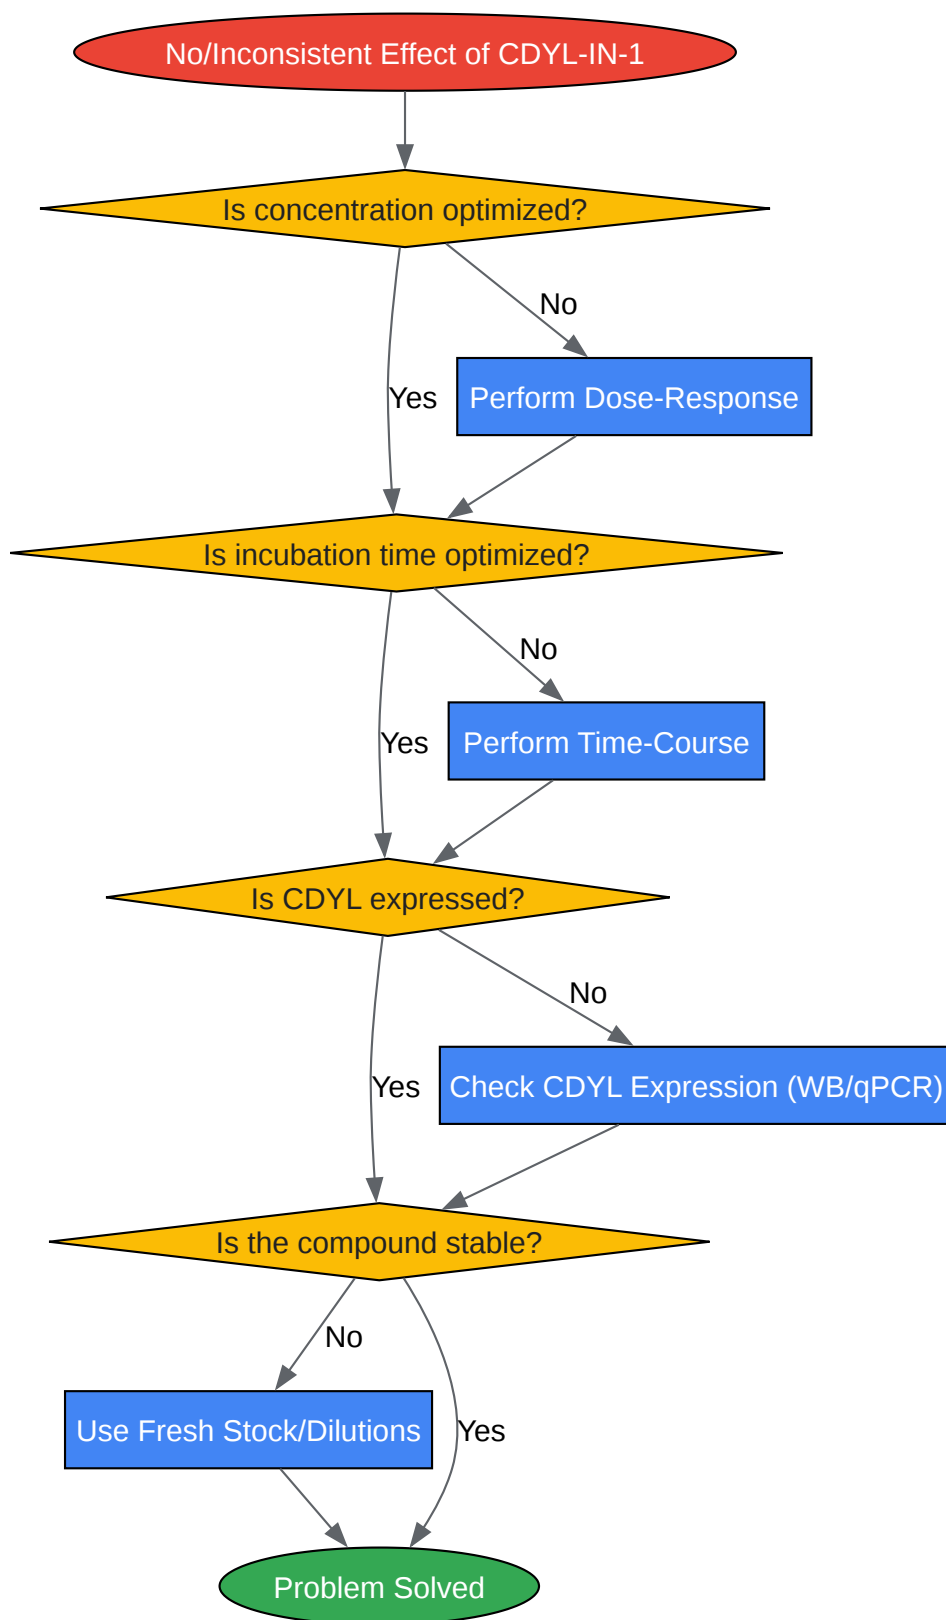 No/Inconsistent Effect of CDYL-IN-1
Is concentration optimized?
No
Yes
Perform Dose-Response
Is incubation time optimized?
No
Yes
Perform Time-Course
Is CDYL expressed?
No
Yes
Check CDYL Expression (WB/qPCR)
Is the compound stable?
No
Use Fresh Stock/Dilutions
Yes
Problem Solved